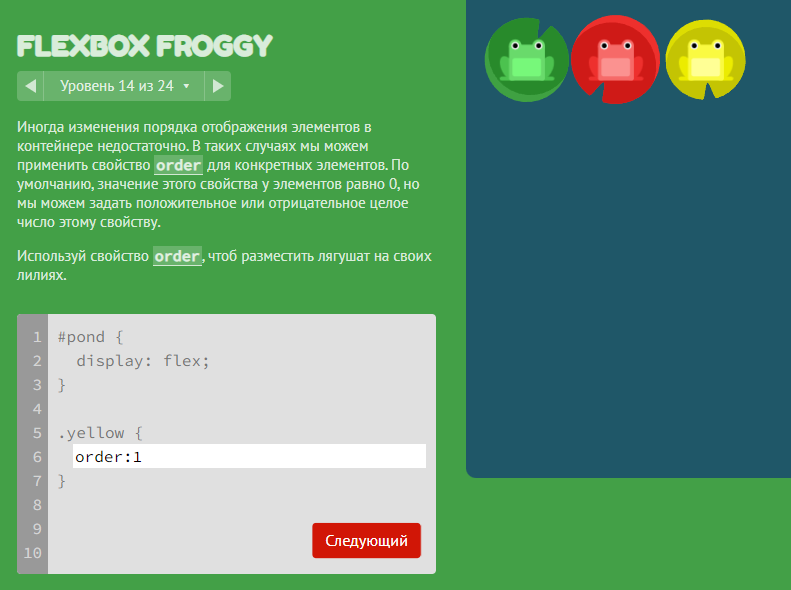 FLEXBOX FROGGY
Уровень 14 из 24
Иногда изменения порядка отображения элементов в
контейнере недостаточно. В таких случаях мы можем
применить свойство order для конкретных элементов. По
умолчанию, значение этого свойства у элементов равно 0, но
мы можем задать положительное или отрицательное целое
число этому свойству.
Используй свойство order, чтоб разместить лягушат на своих
лилиях.
1 #pond {
2 display: flex;
3 }
4
5 .yellow {
6 order:1
7 }
8
9
10
Следующий